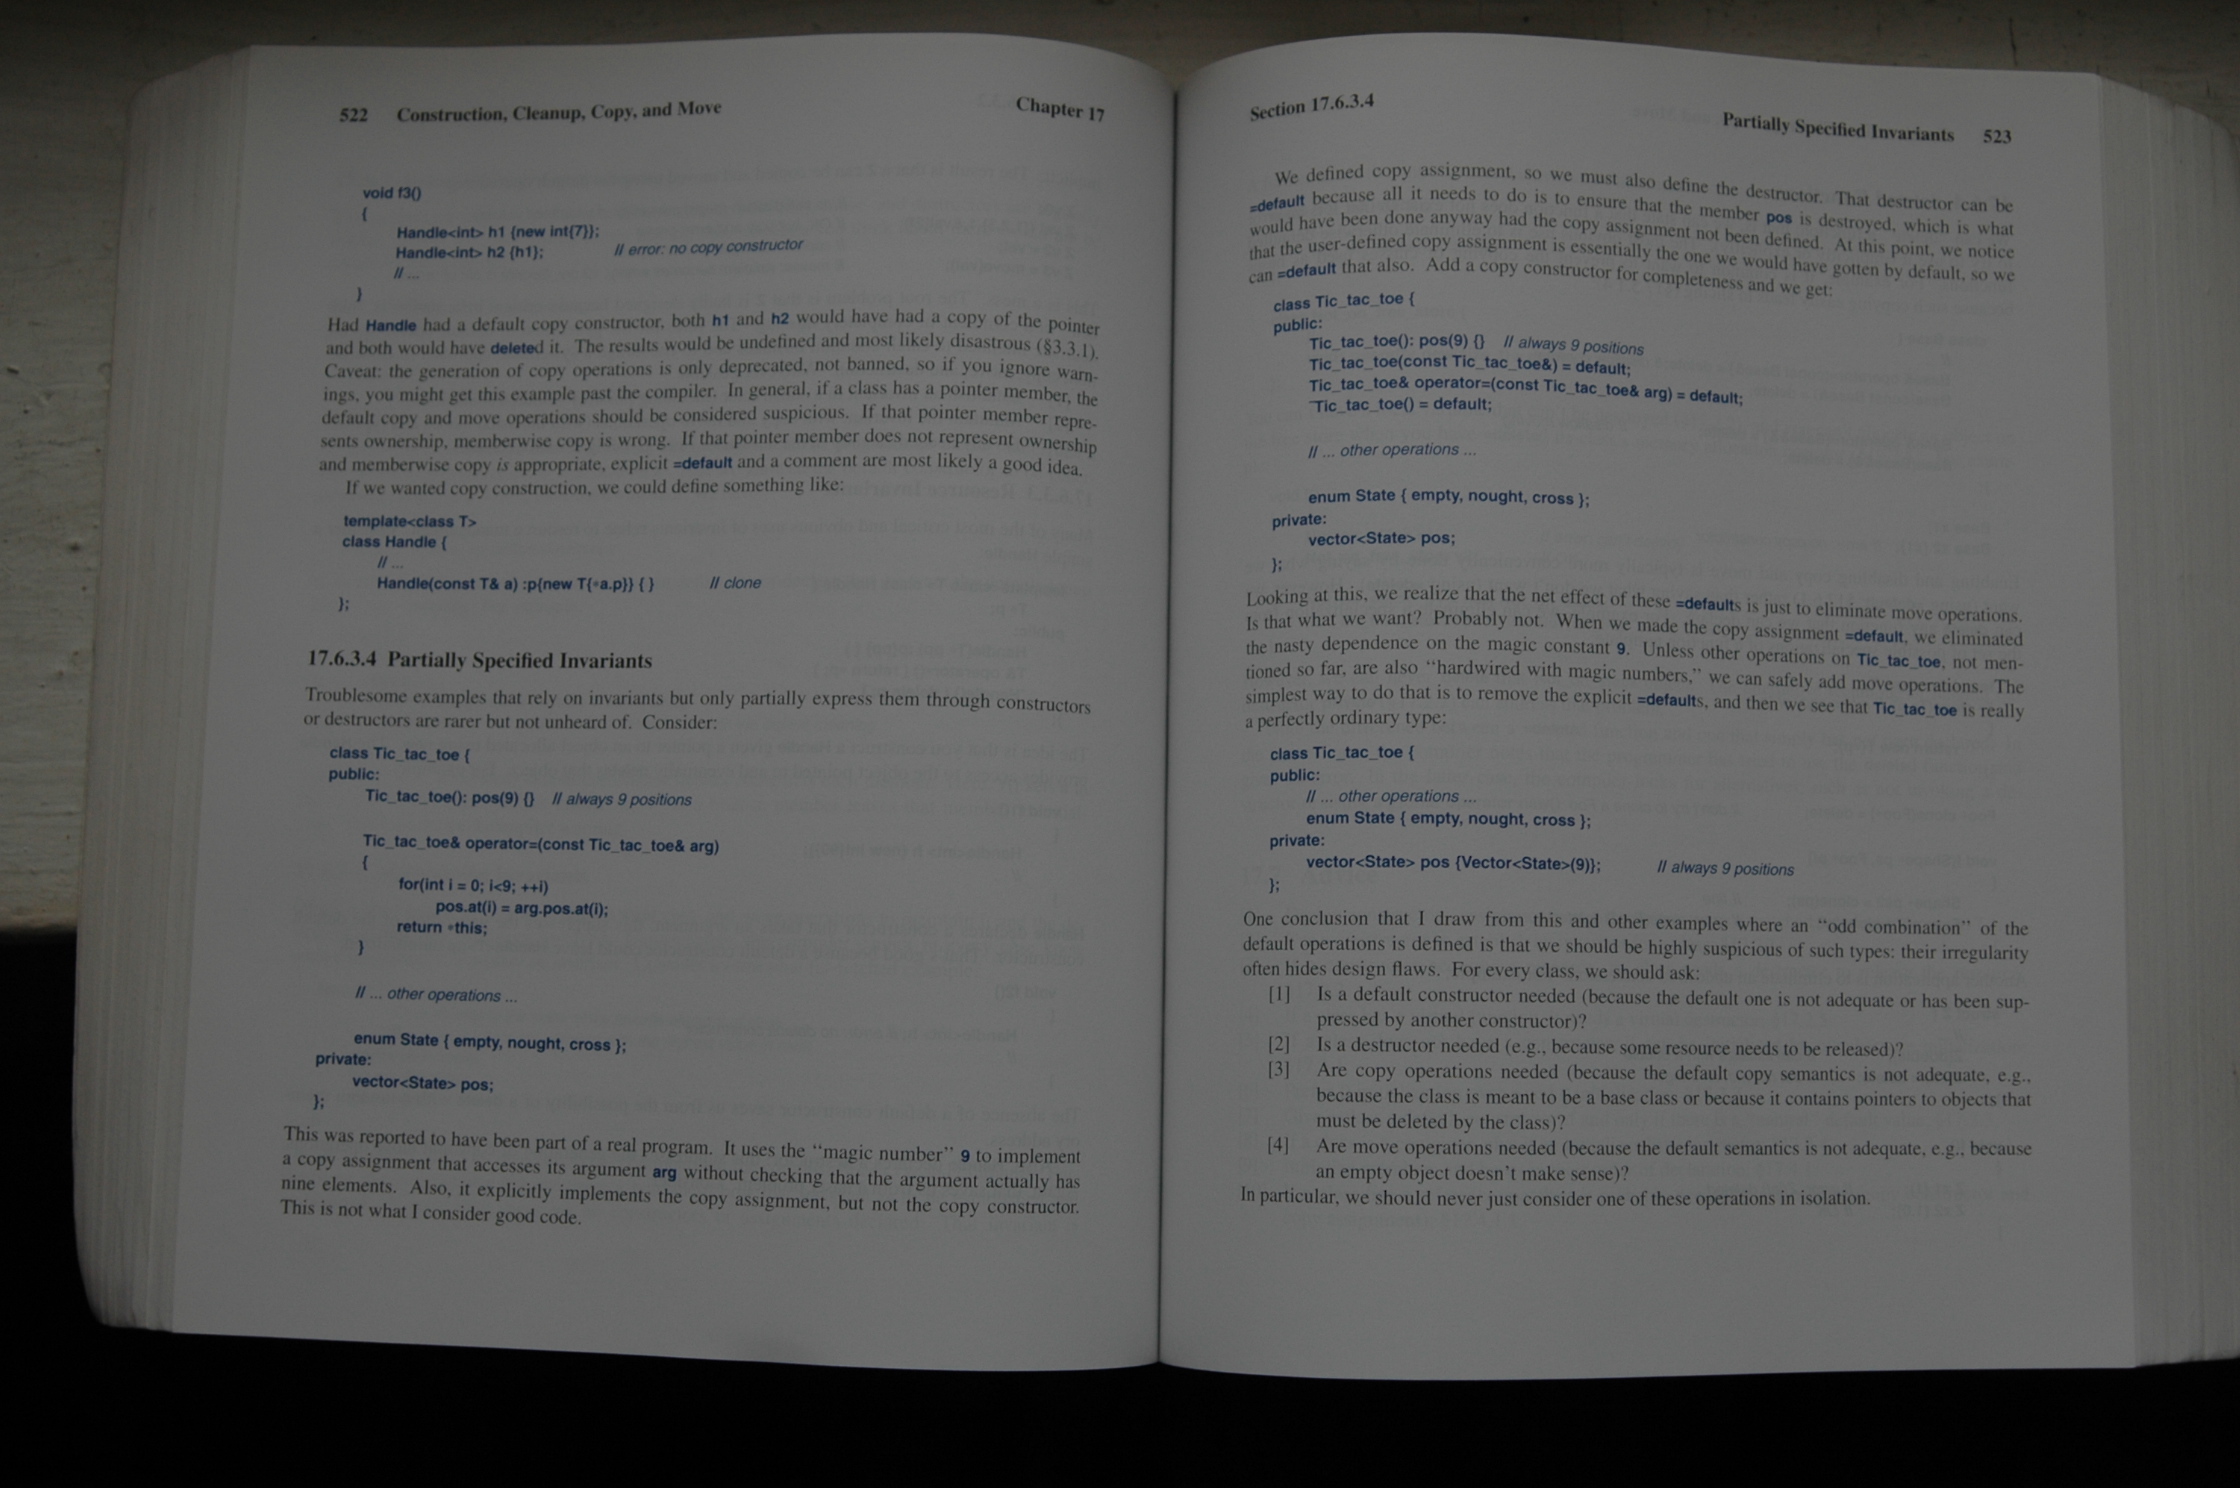 522 Construction, Cleanup, Copy, and Move Chapter 17
void f3()
{
Handle<int> h1 {new int{7}};
Handle<int> h2 {h1}; // error: no copy constructor
// ...
}
Had Handle had a default copy constructor, both h1 and h2 would have had a copy of the pointer
and both would have deleted it. The results would be undefined and most likely disastrous (§3.3.1).
Caveat: the generation of copy operations is only deprecated, not banned, so if you ignore warn-
ings, you might get this example past the compiler. In general, if a class has a pointer member, the
default copy and move operations should be considered suspicious. If that pointer member repre-
sents ownership, memberwise copy is wrong. If that pointer member does not represent ownership
and memberwise copy is appropriate, explicit =default and a comment are most likely a good idea.
If we wanted copy construction, we could define something like:
template<class T>
class Handle {
// ...
Handle(const T& a) :p{new T{*a.p}} { } // clone
};
17.6.3.4 Partially Specified Invariants
Troublesome examples that rely on invariants but only partially express them through constructors
or destructors are rarer but not unheard of. Consider:
class Tic_tac_toe {
public:
Tic_tac_toe(): pos(9) {} // always 9 positions
Tic_tac_toe& operator=(const Tic_tac_toe& arg)
{
for(int i = 0; i<9; ++i)
pos.at(i) = arg.pos.at(i);
return *this;
}
// ... other operations ...
enum State { empty, nought, cross };
private:
vector<State> pos;
};
This was reported to have been part of a real program. It uses the “magic number” 9 to implement
a copy assignment that accesses its argument arg without checking that the argument actually has
nine elements. Also, it explicitly implements the copy assignment, but not the copy constructor.
This is not what I consider good code.
Section 17.6.3.4 Partially Specified Invariants 523
We defined copy assignment, so we must also define the destructor. That destructor can be
=default because all it needs to do is to ensure that the member pos is destroyed, which is what
would have been done anyway had the copy assignment not been defined. At this point, we notice
that the user-defined copy assignment is essentially the one we would have gotten by default, so we
can =default that also. Add a copy constructor for completeness and we get:
class Tic_tac_toe {
public:
Tic_tac_toe(): pos(9) {} // always 9 positions
Tic_tac_toe(const Tic_tac_toe&) = default;
Tic_tac_toe& operator=(const Tic_tac_toe& arg) = default;
~Tic_tac_toe() = default;
// ... other operations ...
enum State { empty, nought, cross };
private:
vector<State> pos;
};
Looking at this, we realize that the net effect of these =defaults is just to eliminate move operations.
Is that what we want? Probably not. When we made the copy assignment =default, we eliminated
the nasty dependence on the magic constant 9. Unless other operations on Tic_tac_toe, not men-
tioned so far, are also “hardwired with magic numbers,” we can safely add move operations. The
simplest way to do that is to remove the explicit =defaults, and then we see that Tic_tac_toe is really
a perfectly ordinary type:
class Tic_tac_toe {
public:
// ... other operations ...
enum State { empty, nought, cross };
private:
vector<State> pos {Vector<State>(9)}; // always 9 positions
};
One conclusion that I draw from this and other examples where an “odd combination” of the
default operations is defined is that we should be highly suspicious of such types: their irregularity
often hides design flaws. For every class, we should ask:
[1] Is a default constructor needed (because the default one is not adequate or has been sup-
pressed by another constructor)?
[2] Is a destructor needed (e.g., because some resource needs to be released)?
[3] Are copy operations needed (because the default copy semantics is not adequate, e.g.,
because the class is meant to be a base class or because it contains pointers to objects that
must be deleted by the class)?
[4] Are move operations needed (because the default semantics is not adequate, e.g., because
an empty object doesn’t make sense)?
In particular, we should never just consider one of these operations in isolation.